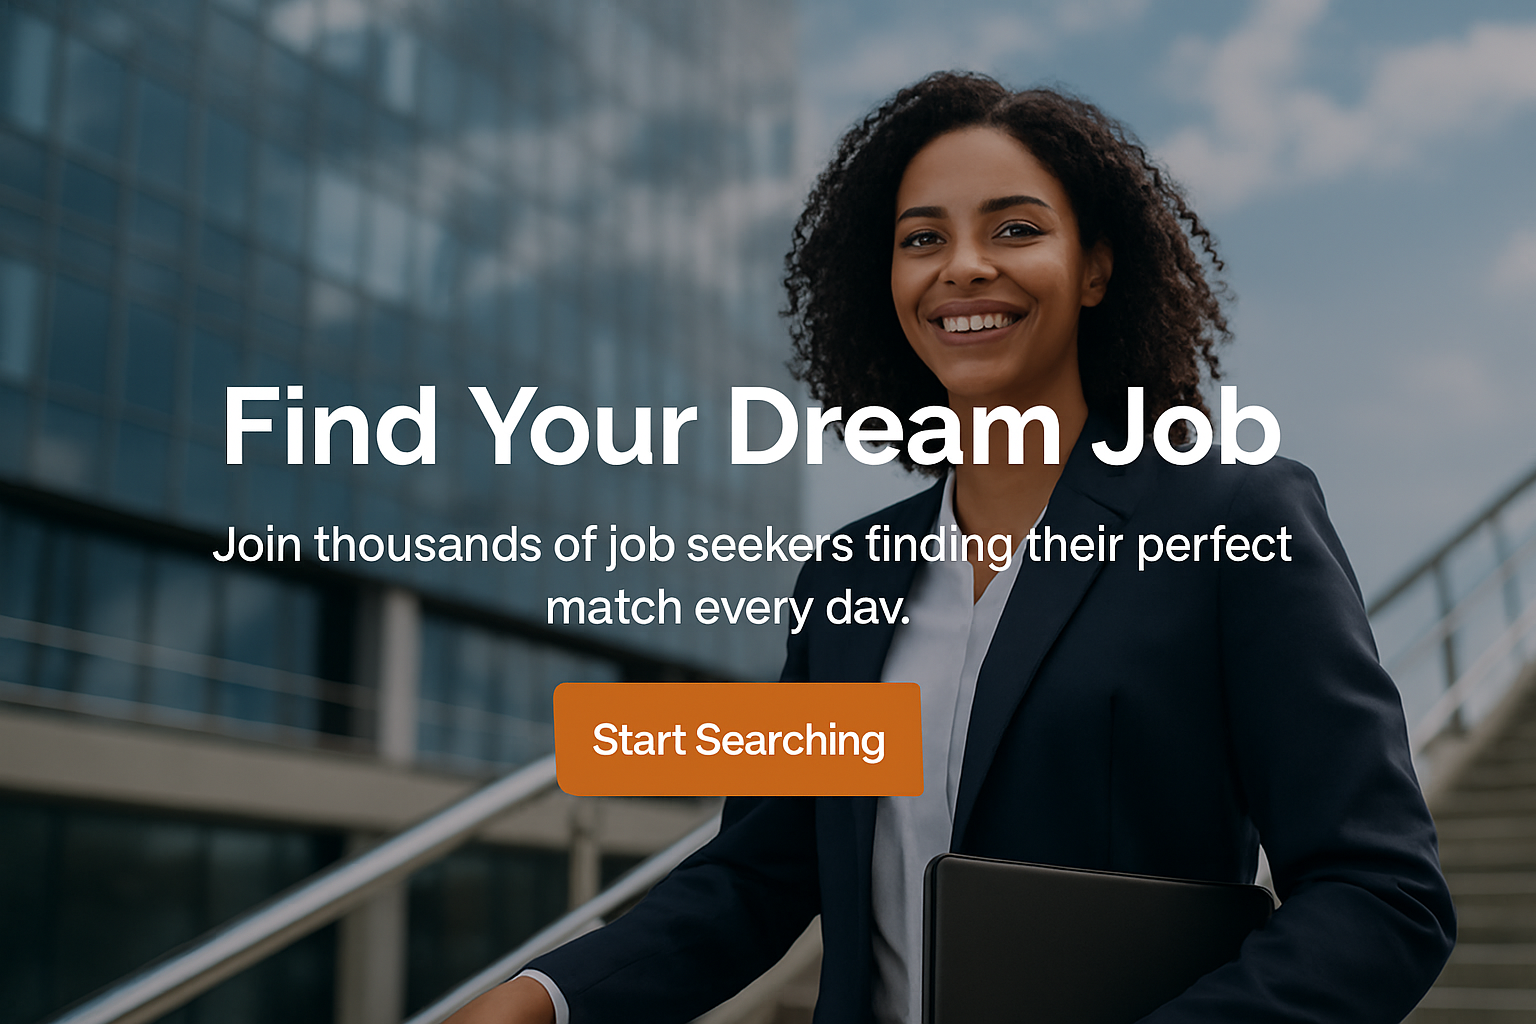 Find Your Dream Job
Join thousands of job seekers finding their perfect
match every dav.
Start Searching